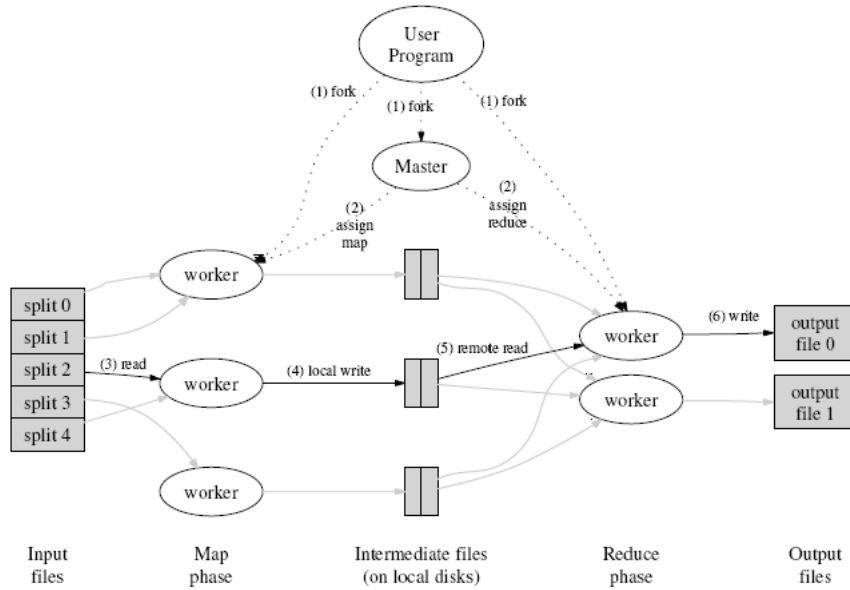 User
Program
(1) fork
(1) fork
(1) fork
Master
(2)
assign
map
(2)
assign
reduce
worker
split 0
split 1
split 2
split 3
split 4
(3) read
worker
(4) local write
(5) remote read
worker
(6) write
output
file 0
worker
output
file 1
worker
Input
files
Map
phase
Intermediate files
(on local disks)
Reduce
phase
Output
files